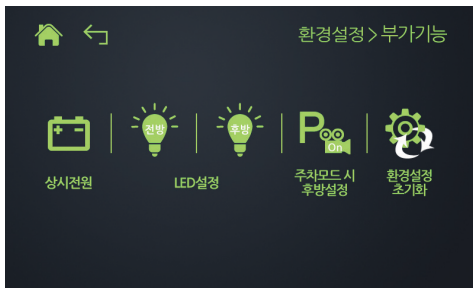 환경설정>부가기능
전방
후방
P
On
상시전원
LED설정
주차모드 시
후방설정
환경설정
초기화